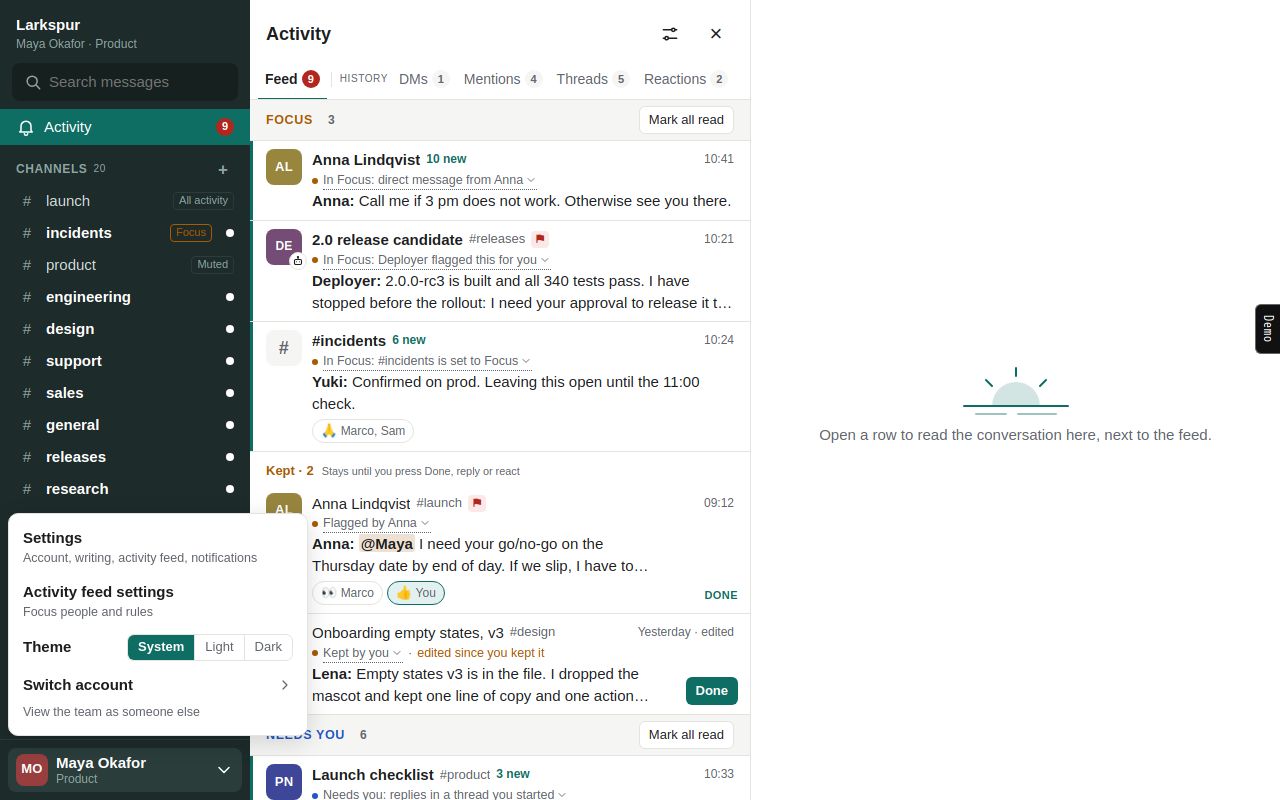 Larkspur
Maya Okafor · Product
Search messages
Activity 9
CHANNELS 20 +
# launch All activity
# incidents Focus
# product Muted
# engineering
# design
# support
# sales
# general
# releases
# research
Settings
Account, writing, activity feed, notifications
Activity feed settings
Focus people and rules
Theme System Light Dark
Switch account
View the team as someone else
MO Maya Okafor
Product
Activity
Feed 9 HISTORY DMs 1 Mentions 4 Threads 5 Reactions 2
FOCUS 3 Mark all read
AL Anna Lindqvist 10 new 10:41
In Focus: direct message from Anna
Anna: Call me if 3 pm does not work. Otherwise see you there.
DE 2.0 release candidate #releases 10:21
In Focus: Deployer flagged this for you
Deployer: 2.0.0-rc3 is built and all 340 tests pass. I have
stopped before the rollout: I need your approval to release it t…
# #incidents 6 new 10:24
In Focus: #incidents is set to Focus
Yuki: Confirmed on prod. Leaving this open until the 11:00
check.
🙏 Marco, Sam
Kept · 2 Stays until you press Done, reply or react
AL Anna Lindqvist #launch 09:12
Flagged by Anna
Anna: @Maya I need your go/no-go on the
Thursday date by end of day. If we slip, I have to…
👀 Marco 👍 You DONE
Onboarding empty states, v3 #design Yesterday · edited
Kept by you · edited since you kept it
Lena: Empty states v3 is in the file. I dropped the
mascot and kept one line of copy and one action…
Done
NEEDS YOU 6 Mark all read
PN Launch checklist #product 3 new 10:33
Needs you: replies in a thread you started
Open a row to read the conversation here, next to the feed.
Demo